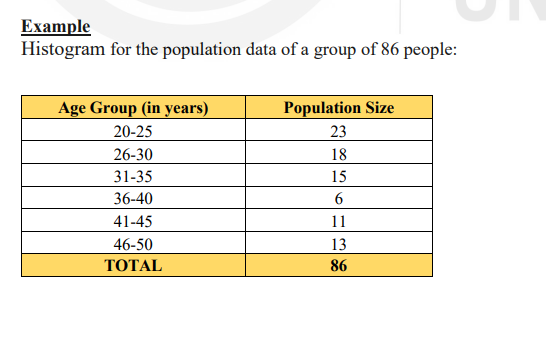 Example
Histogram for the population data of a group of 86 people:
Age Group (in years) Population Size
20-25 23
26-30 18
31-35 15
36-40 6
41-45 11
46-50 13
TOTAL 86